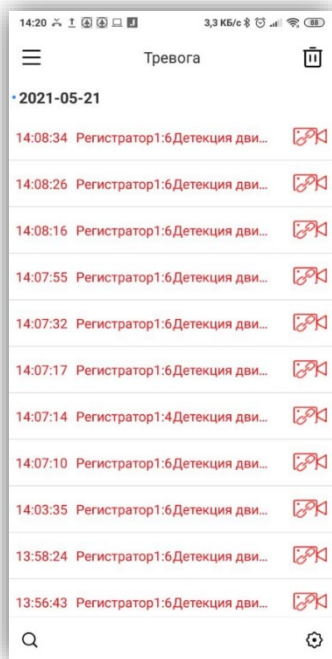 14:20 3,3 КБ/с 88
Тревога
2021-05-21
14:08:34 Регистратор1:6Детекция дви...
14:08:26 Регистратор1:6Детекция дви...
14:08:16 Регистратор1:6Детекция дви...
14:07:55 Регистратор1:6Детекция дви...
14:07:32 Регистратор1:6Детекция дви...
14:07:17 Регистратор1:6Детекция дви...
14:07:14 Регистратор1:4Детекция дви...
14:07:10 Регистратор1:6Детекция дви...
14:03:35 Регистратор1:6Детекция дви...
13:58:24 Регистратор1:6Детекция дви...
13:56:43 Регистратор1:6Детекция дви...